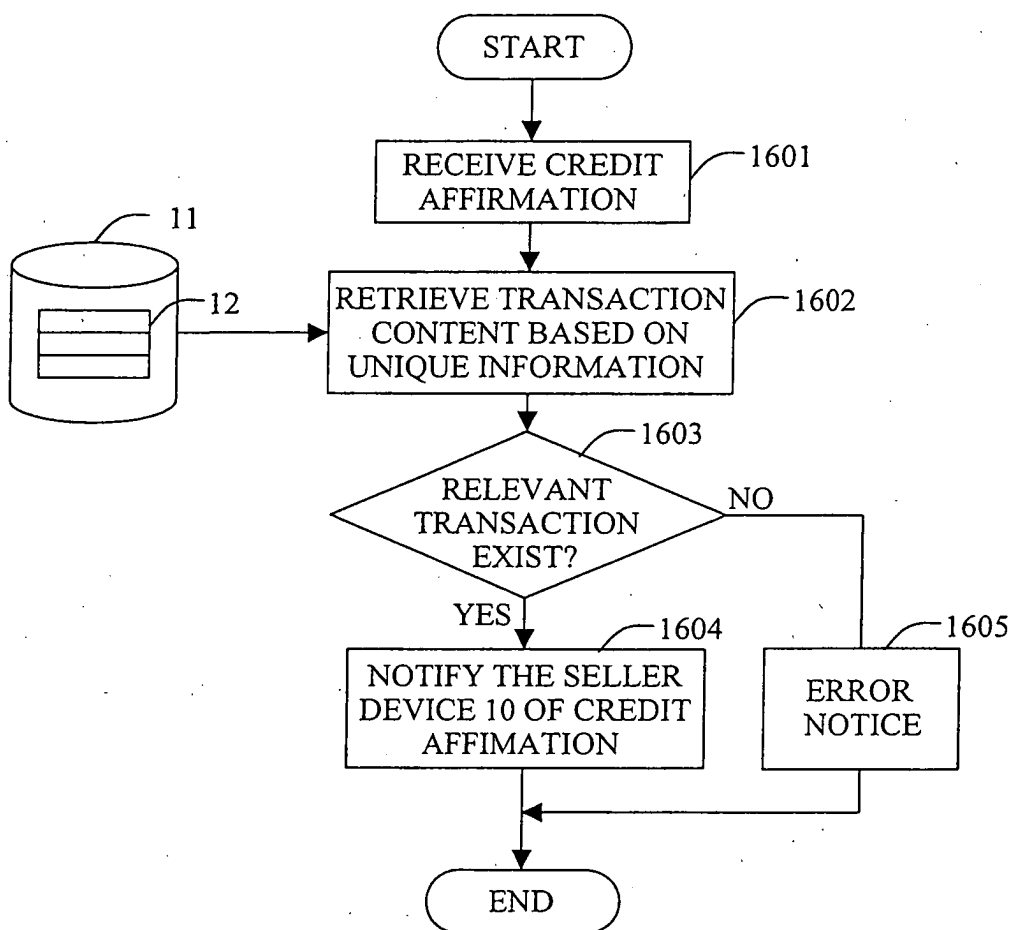 START
RECEIVE CREDIT
AFFIRMATION
1601
11
12
RETRIEVE TRANSACTION
CONTENT BASED ON
UNIQUE INFORMATION
1602
1603
RELEVANT
TRANSACTION
EXIST?
NO
YES
1604
NOTIFY THE SELLER
DEVICE 10 OF CREDIT
AFFIMATION
1605
ERROR
NOTICE
END